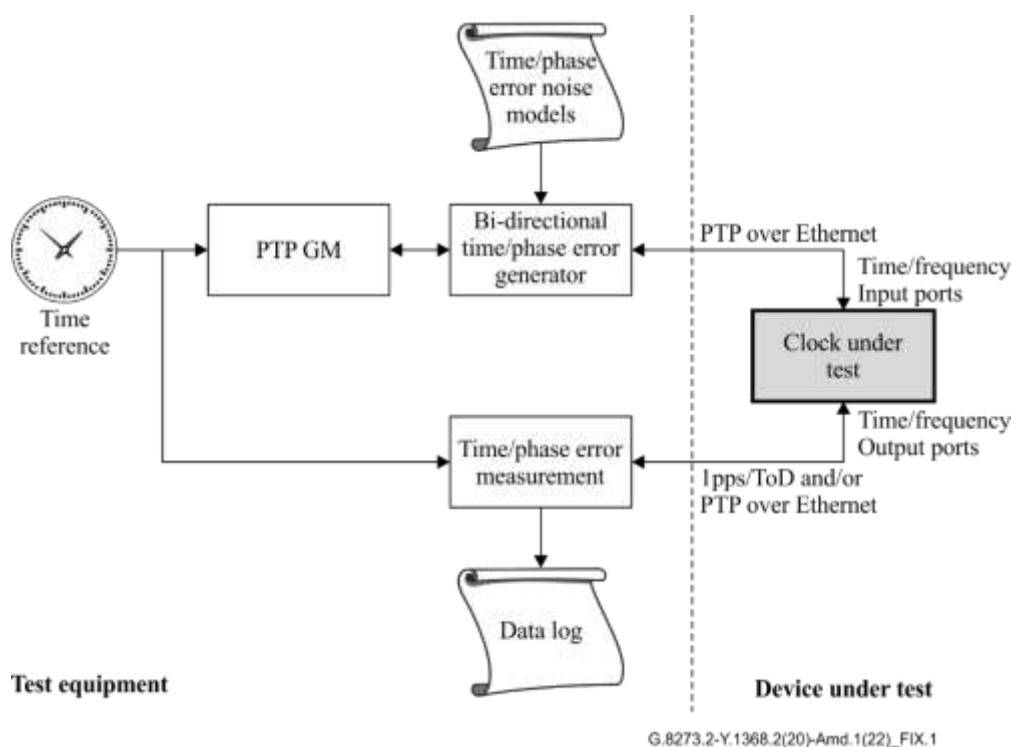 Time/phase
error noise
models
PTP GM
Bi-directional
time/phase error
generator
PTP over Ethernet
Time/frequency
Input ports
Time
reference
Clock under
test
Time/frequency
Output ports
Time/phase error
measurement
1pps/ToD and/or
PTP over Ethernet
Data log
Test equipment
Device under test
G.8273.2-Y.1368.2(20)-Amd.1(22)_FIX.1